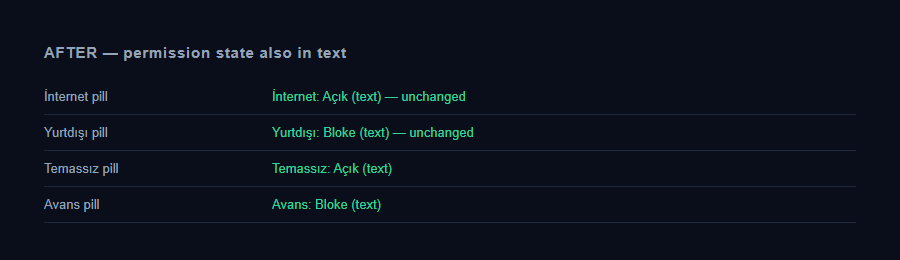 AFTER — permission state also in text
İnternet pill İnternet: Açık (text) — unchanged
Yurtdışı pill Yurtdışı: Bloke (text) — unchanged
Temassız pill Temassız: Açık (text)
Avans pill Avans: Bloke (text)